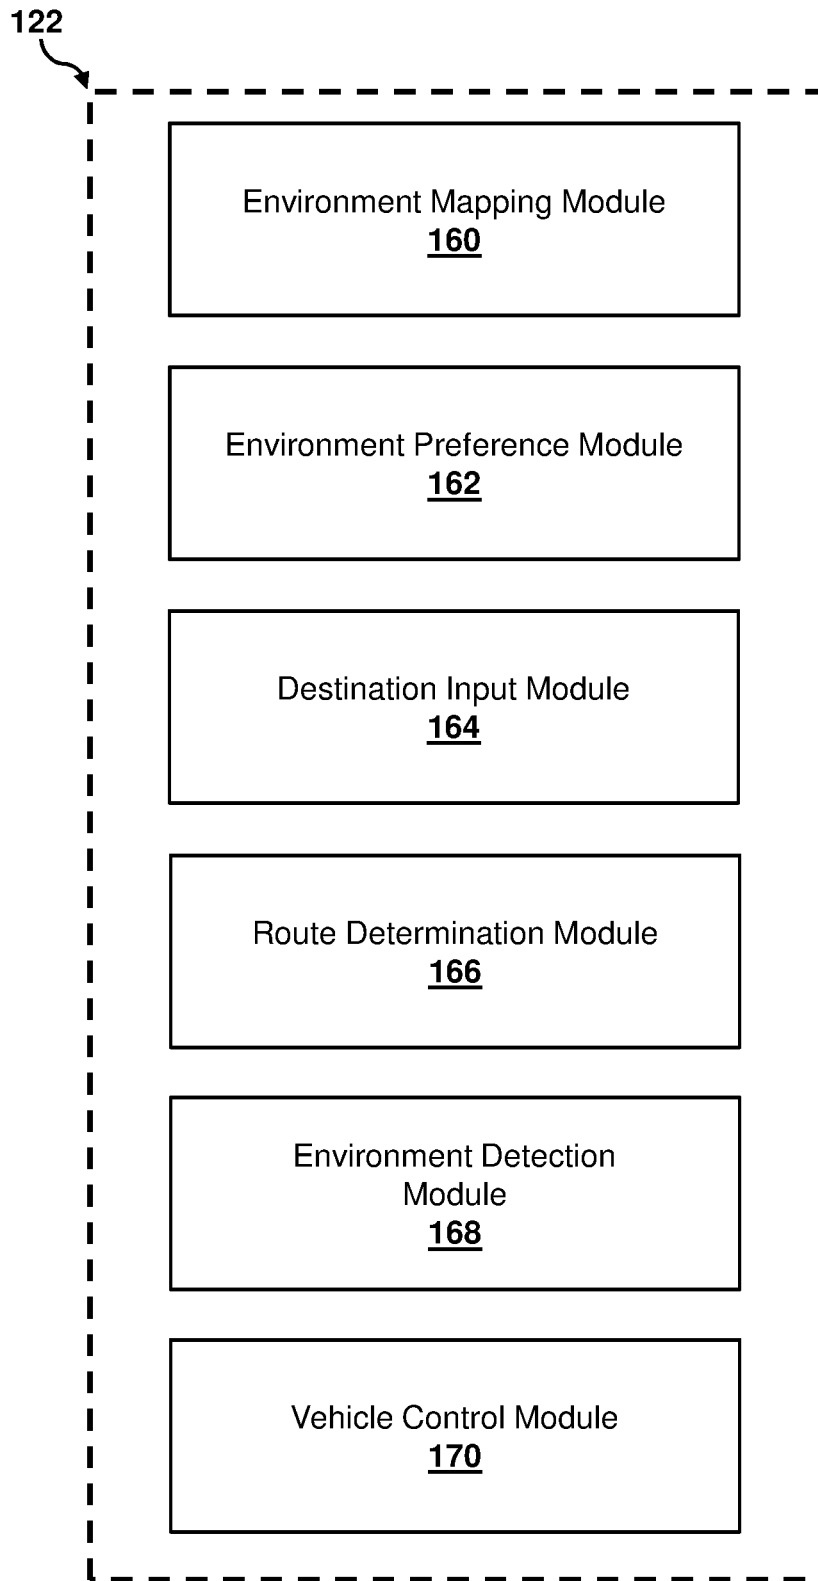 122
Environment Mapping Module
160
Environment Preference Module
162
Destination Input Module
164
Route Determination Module
166
Environment Detection
Module
168
Vehicle Control Module
170